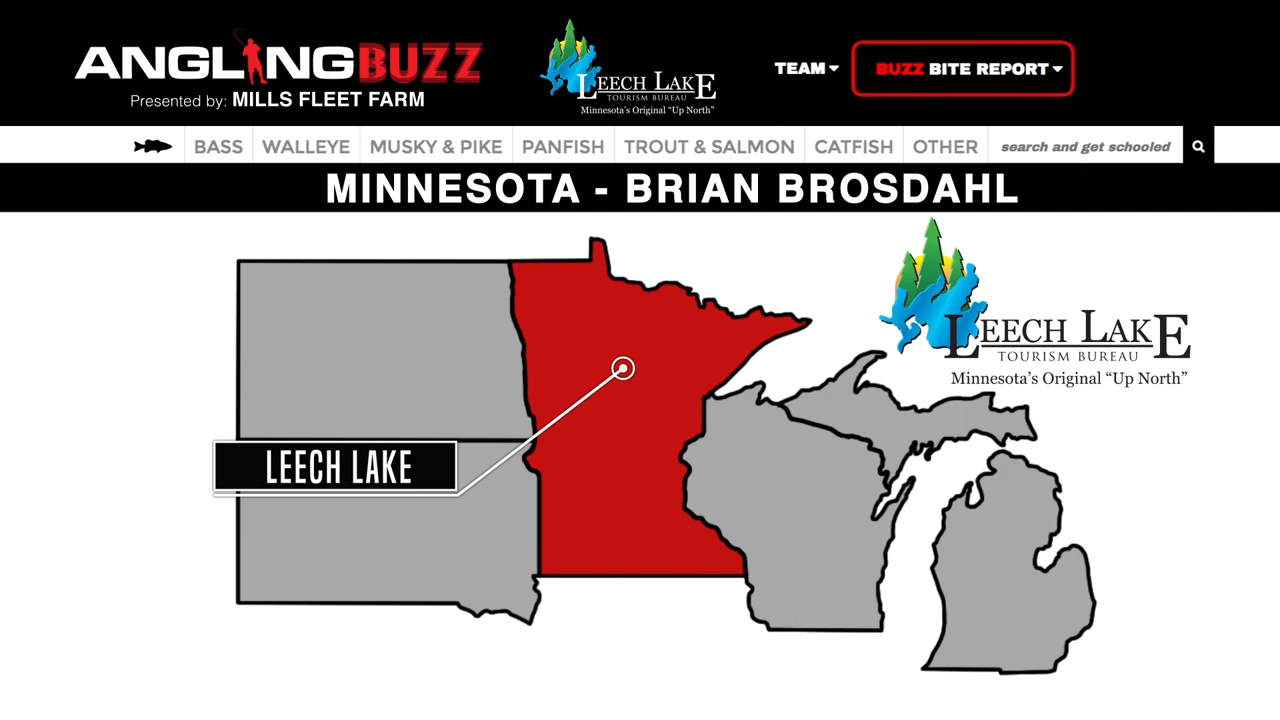 ANGLINGBUZZ
Presented by: MILLS FLEET FARM
LEECH LAKE
TOURISM BUREAU
Minnesota's Original "Up North"
TEAM
BUZZ BITE REPORT
BASS WALLEYE MUSKY & PIKE PANFISH TROUT & SALMON CATFISH OTHER search and get schooled
MINNESOTA - BRIAN BROSDAHL
LEECH LAKE
TOURISM BUREAU
Minnesota's Original "Up North"
LEECH LAKE